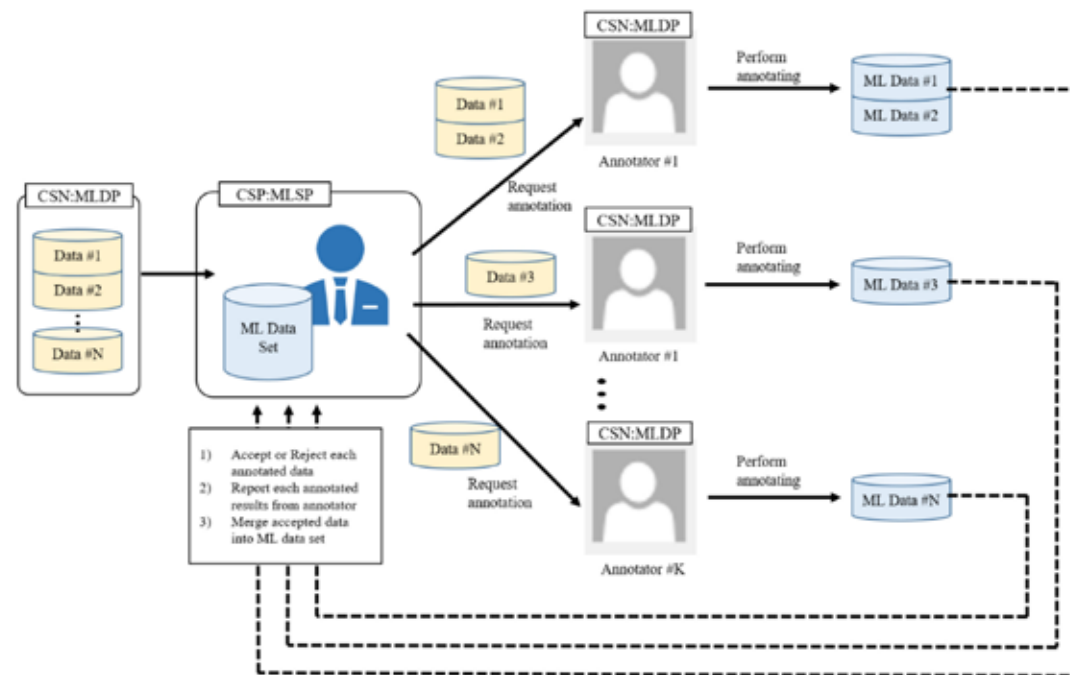 CSN:MLDP
Data #1
Data #2
Data #N
CSP:MLSP
ML Data
Set
1) Accept or Reject each
annotated data
2) Report each annotated
results from annotator
3) Merge accepted data
into ML data set
Data #1
Data #2
Request
annotation
Data #3
Request
annotation
Data #N
Request
annotation
CSN:MLDP
Annotator #1
Perform
annotating
ML Data #1
ML Data #2
CSN:MLDP
Annotator #1
Perform
annotating
ML Data #3
CSN:MLDP
Annotator #K
Perform
annotating
ML Data #N